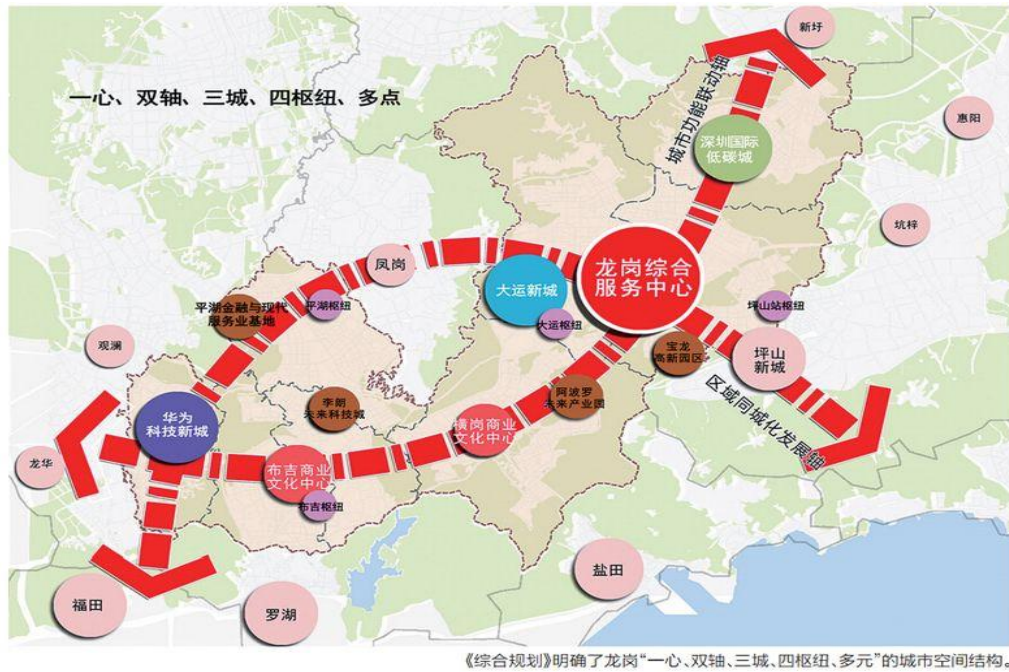 新圩
一心、双轴、三城、四枢纽、多点
城市功能联动轴
惠阳
深圳国际
低碳城
坑梓
凤岗
龙岗综合
服务中心
大运新城
平湖金融与现代
服务业基地
平湖枢纽
坪山站枢纽
大运枢纽
观澜
宝龙
高新园区
坪山
新城
李朗
未来科技城
阿波罗
未来产业园
区域同城化发展轴
华为
科技新城
横岗商业
文化中心
龙华
布吉商业
文化中心
布吉枢纽
盐田
福田
罗湖
《综合规划》明确了龙岗“一心、双轴、三城、四枢纽、多元”的城市空间结构。